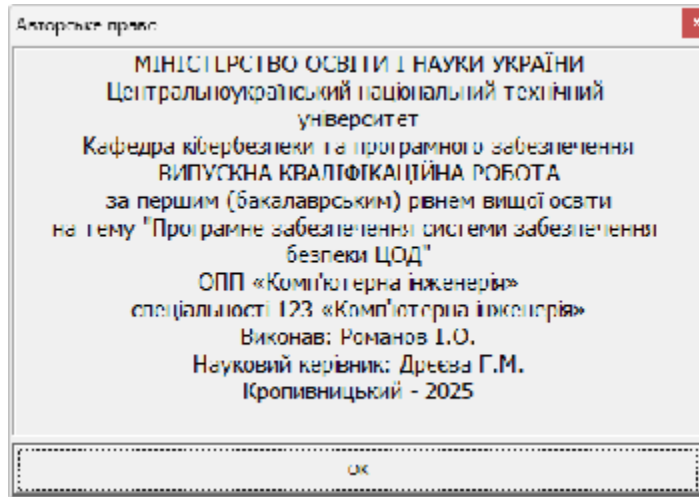 Авторське право
МІНІСТЕРСТВО ОСВІТИ І НАУКИ УКРАЇНИ
Центральноукраїнський національний технічний
університет
Кафедра кібербезпеки та програмного забезпечення
ВИПУСКНА КВАЛІФІКАЦІЙНА РОБОТА
за першим (бакалаврським) рівнем вищої освіти
на тему "Програмне забезпечення системи забезпечення
безпеки ЦОД"
ОПП «Комп'ютерна інженерія»
спеціальності 123 «Комп'ютерна інженерія»
Виконав: Романов І.О.
Науковий керівник: Дреєва Г.М.
Кропивницький - 2025
OK